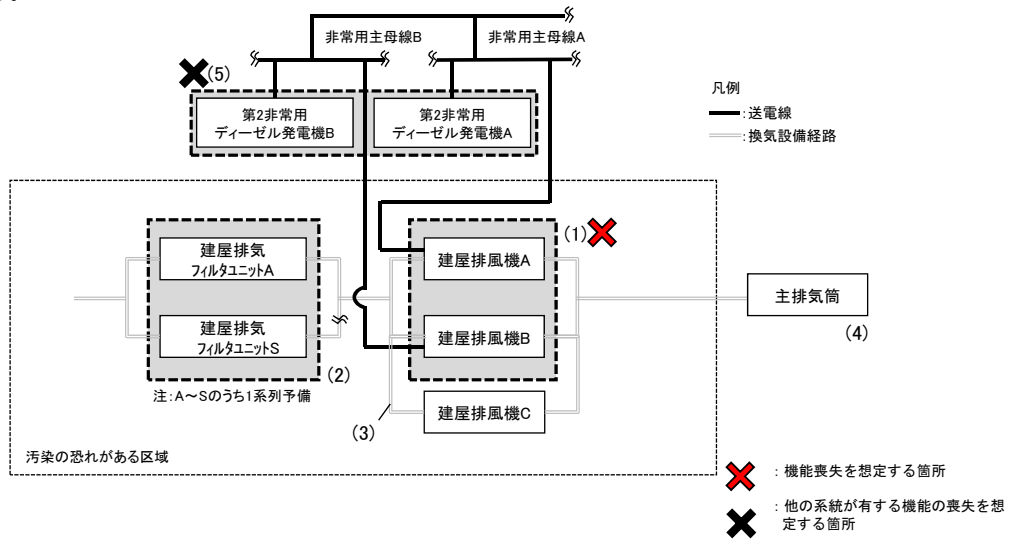 非常用主母線B
非常用主母線A
(5)
第2非常用
ディーゼル発電機B
第2非常用
ディーゼル発電機A
凡例
:送電線
:換気設備経路
建屋排気
フィルタユニットA
建屋排気
フィルタユニットS
(2)
注:A～Sのうち1系列予備
(1)
建屋排風機A
建屋排風機B
建屋排風機C
(3)
主排気筒
(4)
汚染の恐れがある区域
:機能喪失を想定する箇所
:他の系統が有する機能の喪失を想
定する箇所